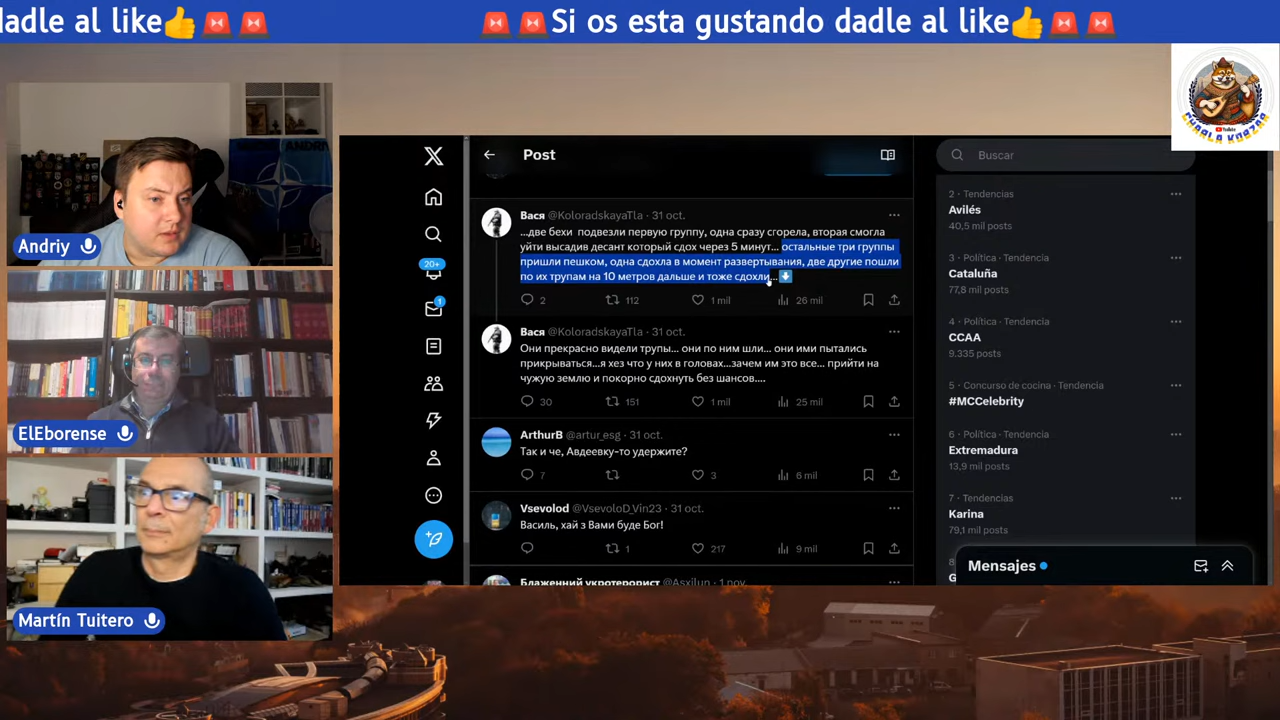 dadle al like👍🚨🚨
🚨🚨Si os esta gustando dadle al like👍🚨🚨
CHARLA KHAZAR
YouTube
Andriy
ElEborense
Martín Tuitero
20+
1
Post
Вася @KoloradskayaTla · 31 oct.
...две бехи подвезли первую группу, одна сразу сгорела, вторая смогла
уйти высадив десант который сдох через 5 минут... остальные три группы
пришли пешком, одна сдохла в момент развертывания, две другие пошли
по их трупам на 10 метров дальше и тоже сдохли...⬇
2 112 1 mil 26 mil
Вася @KoloradskayaTla · 31 oct.
Они прекрасно видели трупы... они по ним шли... они ими пытались
прикрываться...я хез что у них в головах...зачем им это все... прийти на
чужую землю и покорно сдохнуть без шансов....
30 151 1 mil 25 mil
ArthurB @artur_esg · 31 oct.
Так и че, Авдеевку-то удержите?
7 3 6 mil
Vsevolod @VsevoloD_Vin23 · 31 oct.
Василь, хай з Вами буде Бог!
1 217 9 mil
Блаженний укротерорист @Asxilun · 1 nov.
Buscar
2 · Tendencias
Avilés
40,5 mil posts
3 · Política · Tendencia
Cataluña
77,8 mil posts
4 · Política · Tendencia
CCAA
9.335 posts
5 · Concurso de cocina · Tendencia
#MCCelebrity
6 · Política · Tendencia
Extremadura
13,9 mil posts
7 · Tendencias
Karina
79,1 mil posts
8
G
Mensajes